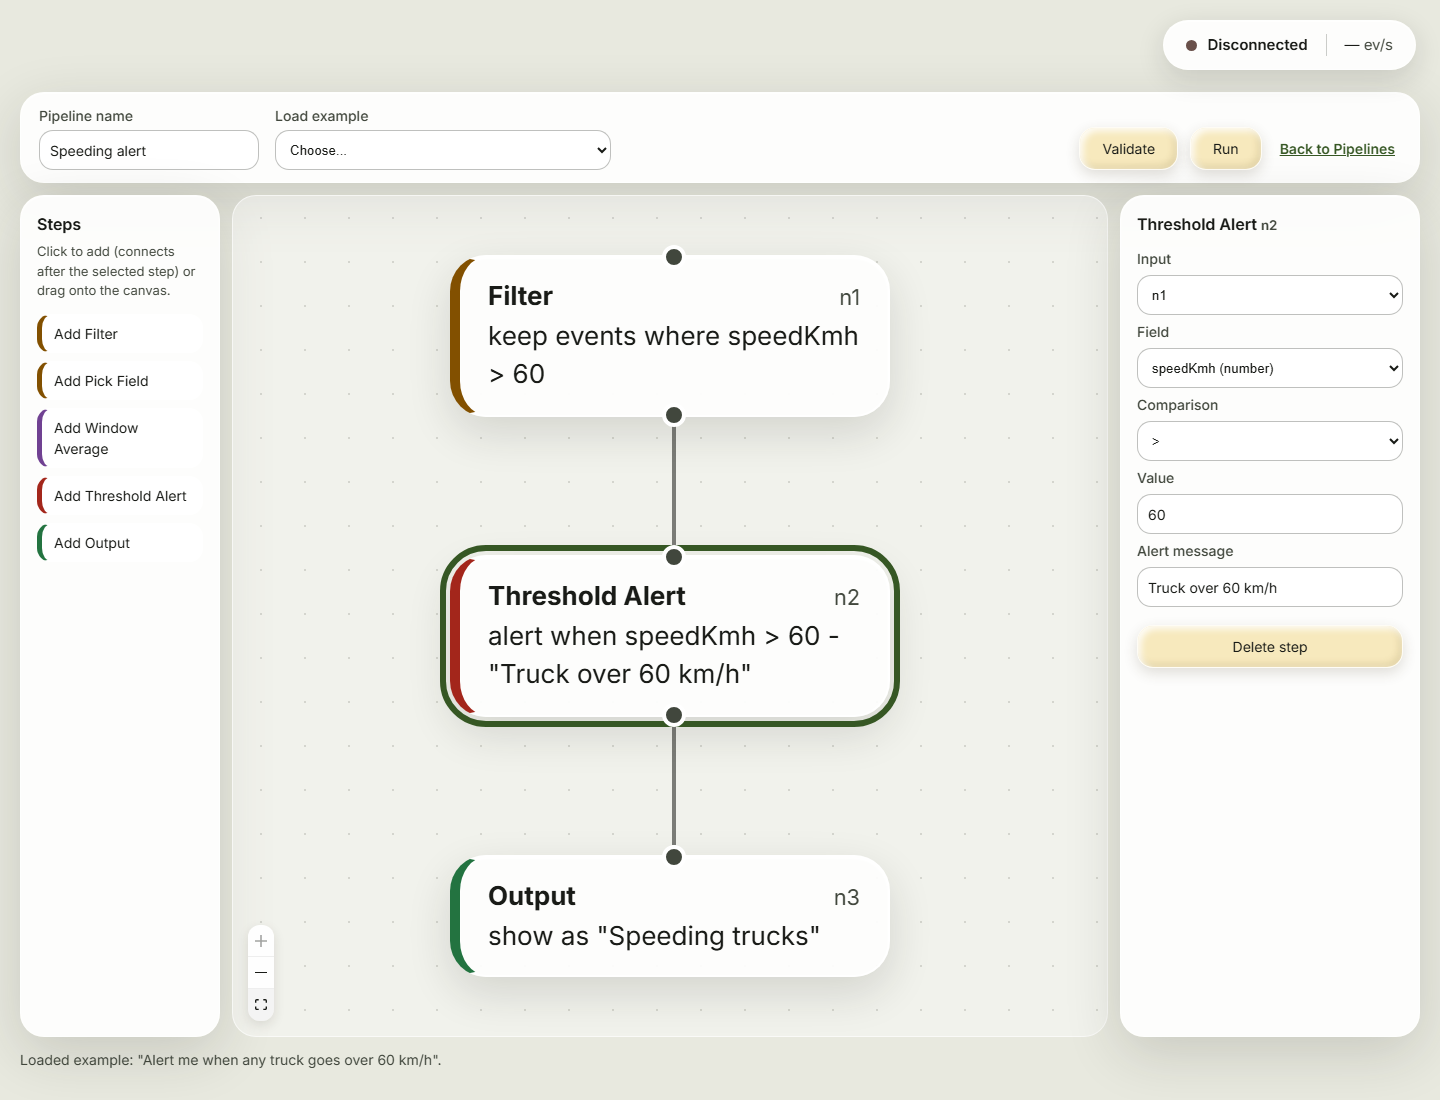 Disconnected
— ev/s
Pipeline name
Load example
Speeding alert
Choose...
Validate
Run
Back to Pipelines
Steps
Click to add (connects
after the selected step) or
drag onto the canvas.
Add Filter
Add Pick Field
Add Window
Average
Add Threshold Alert
Add Output
Filter
n1
keep events where speedKmh
> 60
Threshold Alert
n2
alert when speedKmh > 60 -
"Truck over 60 km/h"
Output
n3
show as "Speeding trucks"
Threshold Alert n2
Input
n1
Field
speedKmh (number)
Comparison
>
Value
60
Alert message
Truck over 60 km/h
Delete step
Loaded example: "Alert me when any truck goes over 60 km/h".